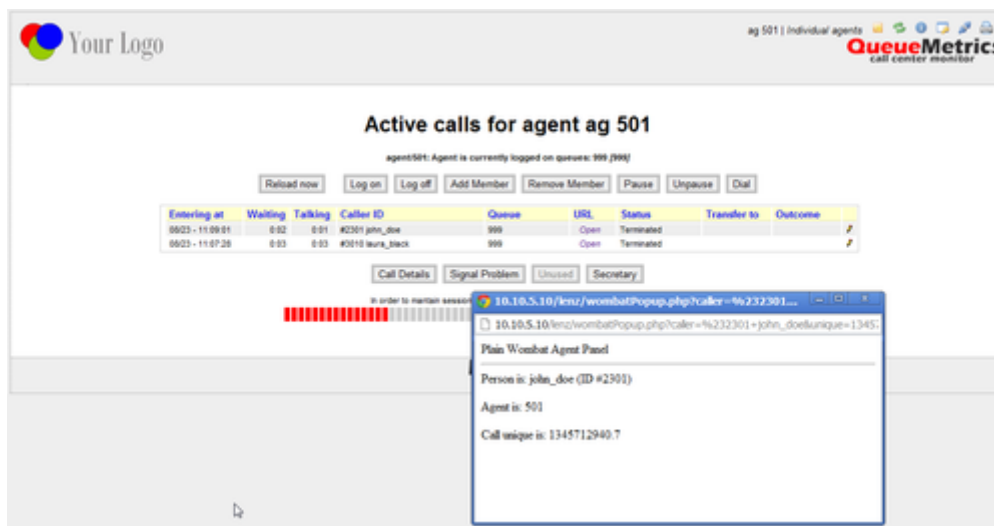 Your Logo
ag 501 | Individual agents
QueueMetrics
call center monitor
Active calls for agent ag 501
agent/501: Agent is currently logged on queues: 999 [999]
Reload now Log on Log off Add Member Remove Member Pause Unpause Dial
Entering at Waiting Talking Caller ID Queue URL Status Transfer to Outcome
08/23 - 11:09:01 0:02 0:01 #2301 john_doe 999 Open Terminated
08/23 - 11:07:28 0:03 0:03 #3010 laura_black 999 Open Terminated
Call Details Signal Problem Unused Secretary
In order to mantain session
10.10.5.10/lenz/wombatPopup.php?caller=%232301...
10.10.5.10/lenz/wombatPopup.php?caller=%232301+john_doe&unique=13457
Plain Wombat Agent Panel
Person is: john_doe (ID #2301)
Agent is: 501
Call unique is: 1345712940.7